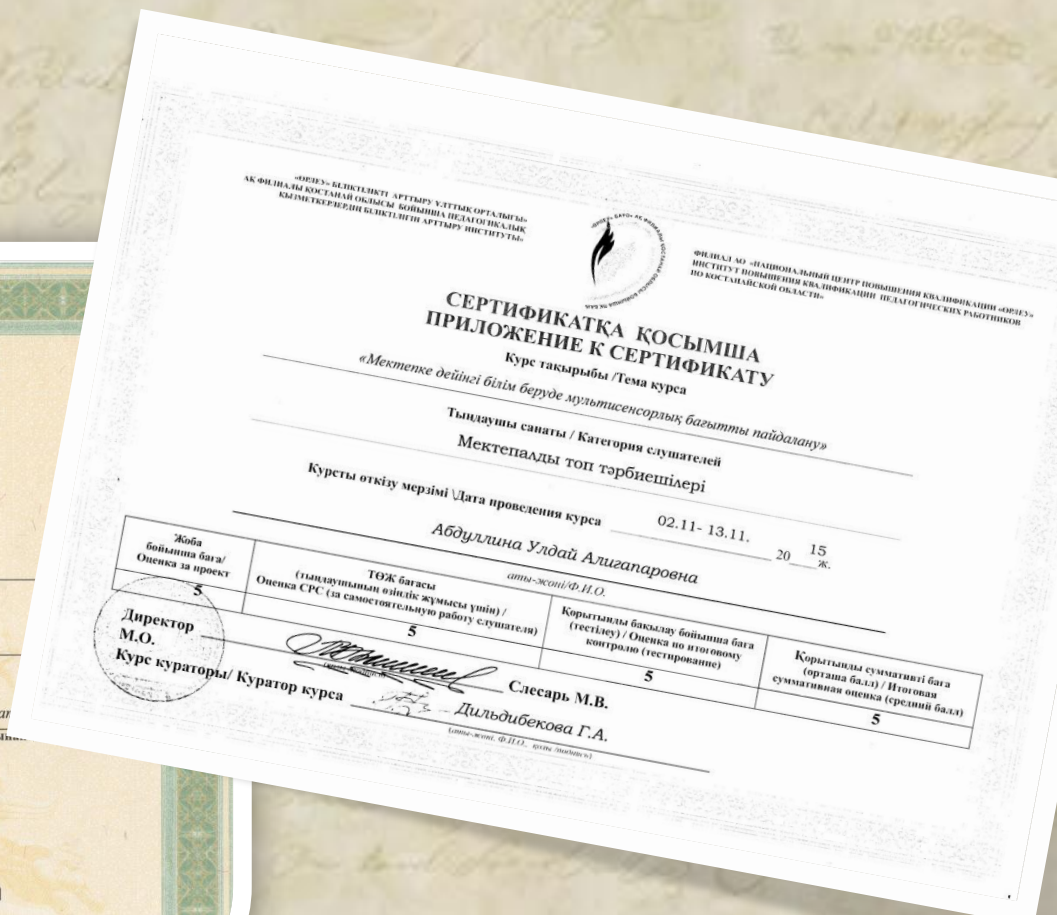 «ӨРЛЕУ» БІЛІКТІЛІКТІ АРТТЫРУ ҰЛТТЫҚ ОРТАЛЫҒЫ»
АҚ ФИЛИАЛЫ ҚОСТАНАЙ ОБЛЫСЫ БОЙЫНША ПЕДАГОГИКАЛЫҚ
ҚЫЗМЕТКЕРЛЕРДІҢ БІЛІКТІЛІГІН АРТТЫРУ ИНСТИТУТЫ»
ФИЛИАЛ АО «НАЦИОНАЛЬНЫЙ ЦЕНТР ПОВЫШЕНИЯ КВАЛИФИКАЦИИ «ӨРЛЕУ»
ИНСТИТУТ ПОВЫШЕНИЯ КВАЛИФИКАЦИИ ПЕДАГОГИЧЕСКИХ РАБОТНИКОВ
ПО КОСТАНАЙСКОЙ ОБЛАСТИ»
СЕРТИФИКАТҚА ҚОСЫМША
ПРИЛОЖЕНИЕ К СЕРТИФИКАТУ
Курс тақырыбы /Тема курса
«Мектепке дейінгі білім беруде мультисенсорлық бағытты пайдалану»
Тыңдаушы санаты / Категория слушателей
Мектепалды топ тәрбиешілері
Курсты өткізу мерзімі \Дата проведения курса 02.11- 13.11. 20 15 ж.
Абдуллина Улдай Алигапаровна
аты-жөні/Ф.И.О.
Жоба
бойынша баға/
Оценка за проект
5
ТӨЖ бағасы
(тыңдаушының өзіндік жұмысы үшін) /
Оценка СРС (за самостоятельную работу слушателя)
5
Қорытынды бақылау бойынша баға
(тестілеу) / Оценка по итоговому
контролю (тестирование)
5
Қорытынды суммативті баға
(орташа балл) / Итоговая
суммативная оценка (средний балл)
5
Директор Слесарь М.В.
М.О.
Курс кураторы/ Куратор курса Дильдибекова Г.А.
(аты-жөні, Ф.И.О., қолы /подпись)